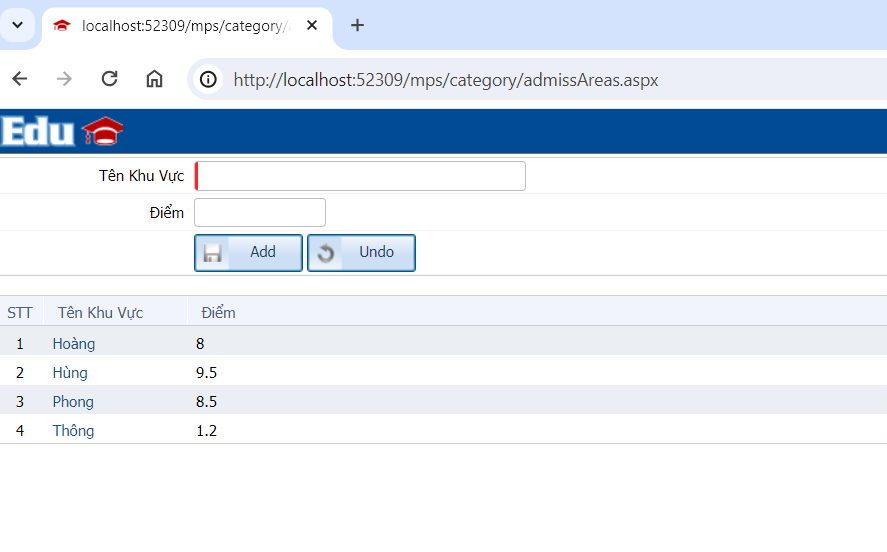 localhost:52309/mps/category/
http://localhost:52309/mps/category/admissAreas.aspx
Edu
Tên Khu Vực
Điểm
Add Undo
STT Tên Khu Vực Điểm
1 Hoàng 8
2 Hùng 9.5
3 Phong 8.5
4 Thông 1.2